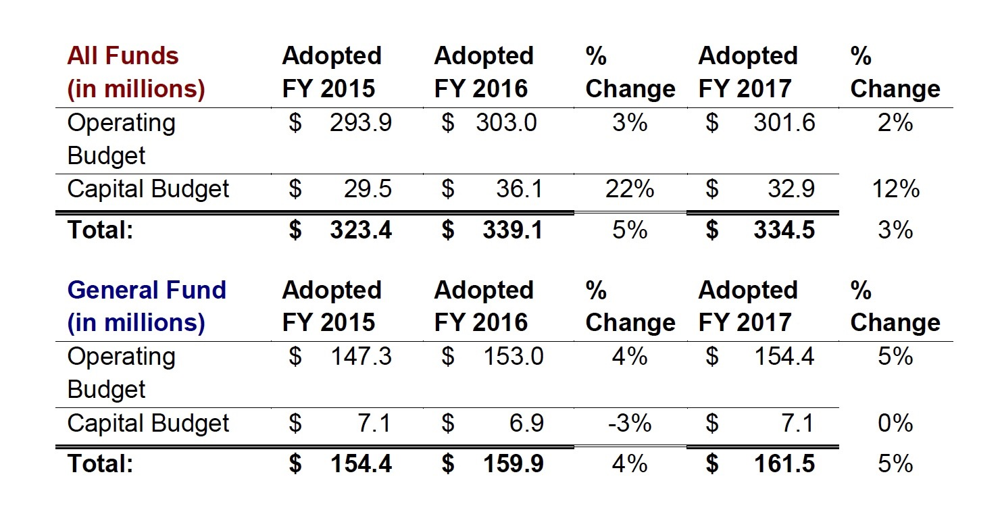 All Funds Adopted Adopted % Adopted %
(in millions) FY 2015 FY 2016 Change FY 2017 Change
Operating $ 293.9 $ 303.0 3% $ 301.6 2%
Budget
Capital Budget $ 29.5 $ 36.1 22% $ 32.9 12%
Total: $ 323.4 $ 339.1 5% $ 334.5 3%
General Fund Adopted Adopted % Adopted %
(in millions) FY 2015 FY 2016 Change FY 2017 Change
Operating $ 147.3 $ 153.0 4% $ 154.4 5%
Budget
Capital Budget $ 7.1 $ 6.9 -3% $ 7.1 0%
Total: $ 154.4 $ 159.9 4% $ 161.5 5%